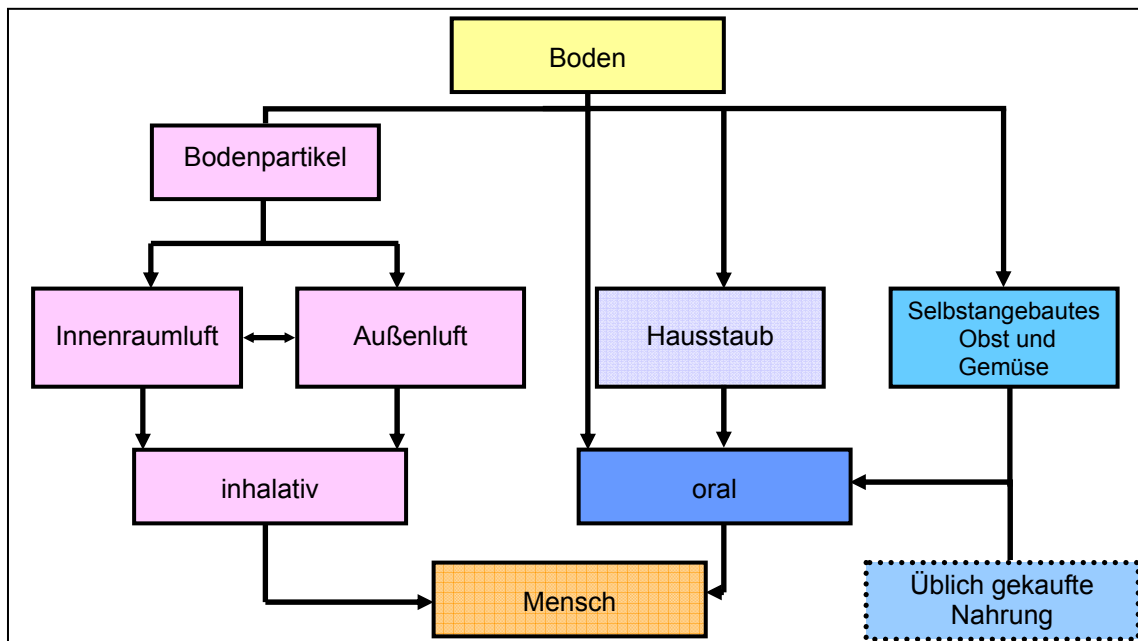 Boden
Bodenpartikel
Innenraumluft
Außenluft
Hausstaub
Selbstangebautes
Obst und
Gemüse
inhalativ
oral
Mensch
Üblich gekaufte
Nahrung